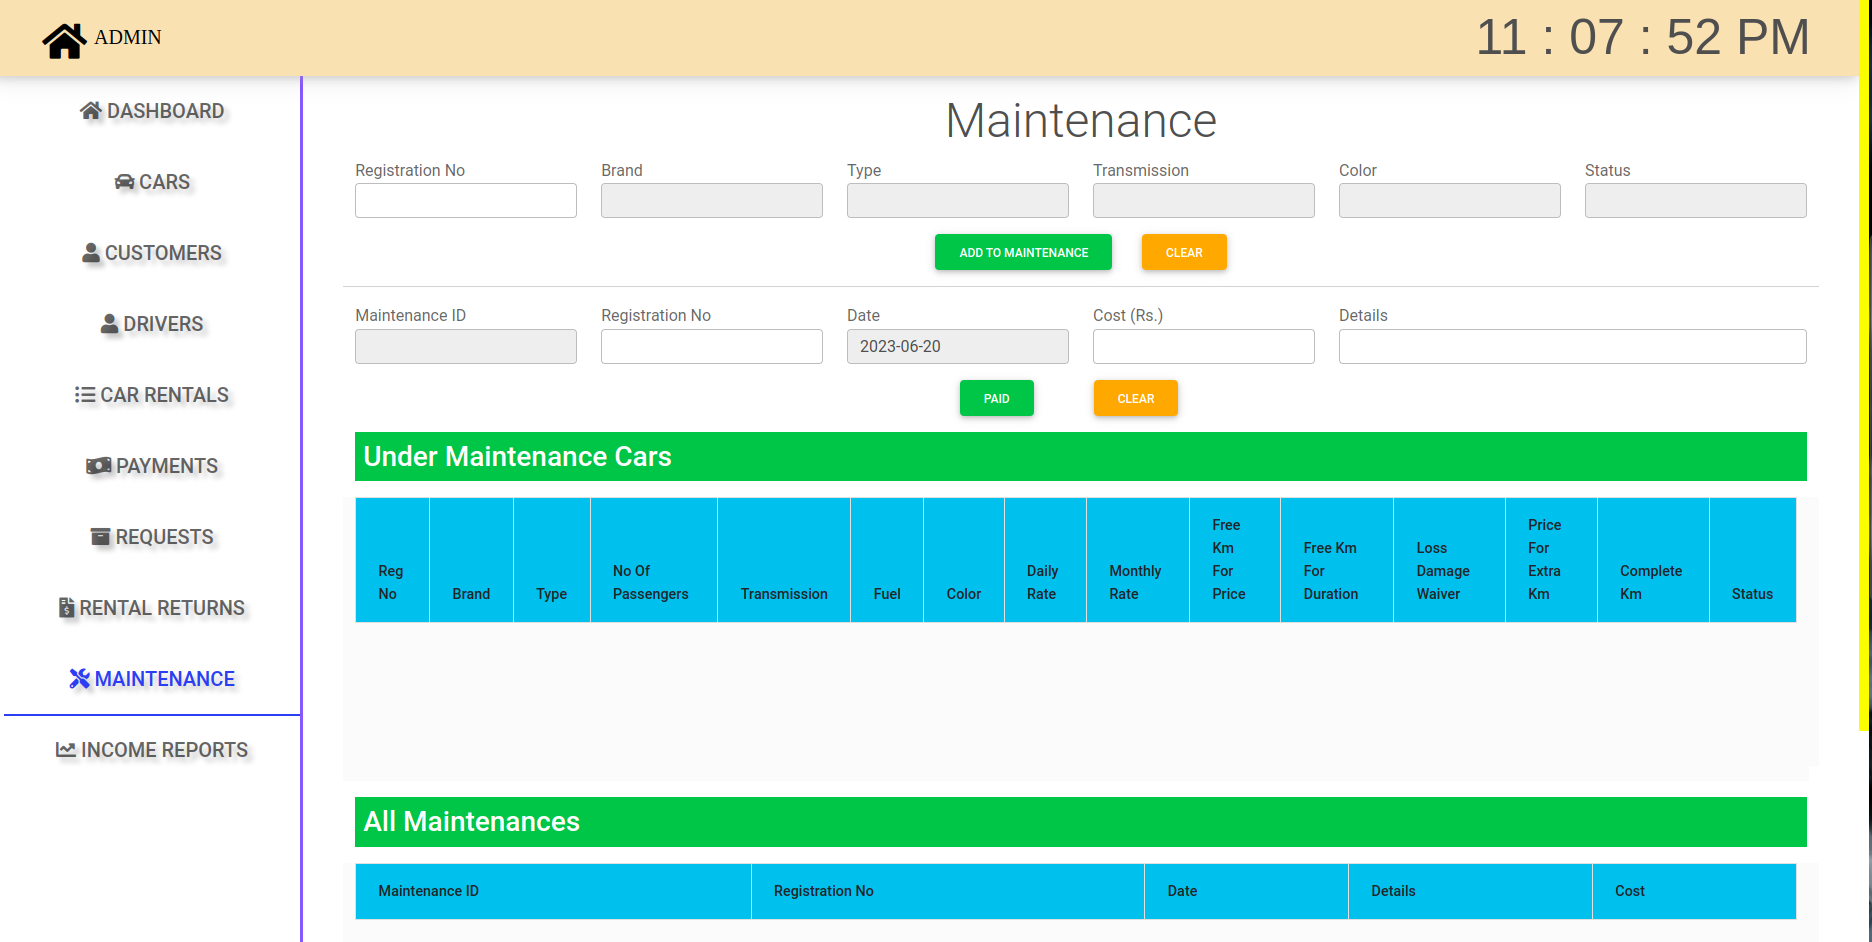 ADMIN
11 : 07 : 52 PM
DASHBOARD
CARS
CUSTOMERS
DRIVERS
CAR RENTALS
PAYMENTS
REQUESTS
RENTAL RETURNS
MAINTENANCE
INCOME REPORTS
Maintenance
Registration No Brand Type Transmission Color Status
ADD TO MAINTENANCE CLEAR
Maintenance ID Registration No Date Cost (Rs.) Details
2023-06-20
PAID CLEAR
Under Maintenance Cars
Reg No
Brand
Type
No Of Passengers
Transmission
Fuel
Color
Daily Rate
Monthly Rate
Free Km For Price
Free Km For Duration
Loss Damage Waiver
Price For Extra Km
Complete Km
Status
All Maintenances
Maintenance ID Registration No Date Details Cost